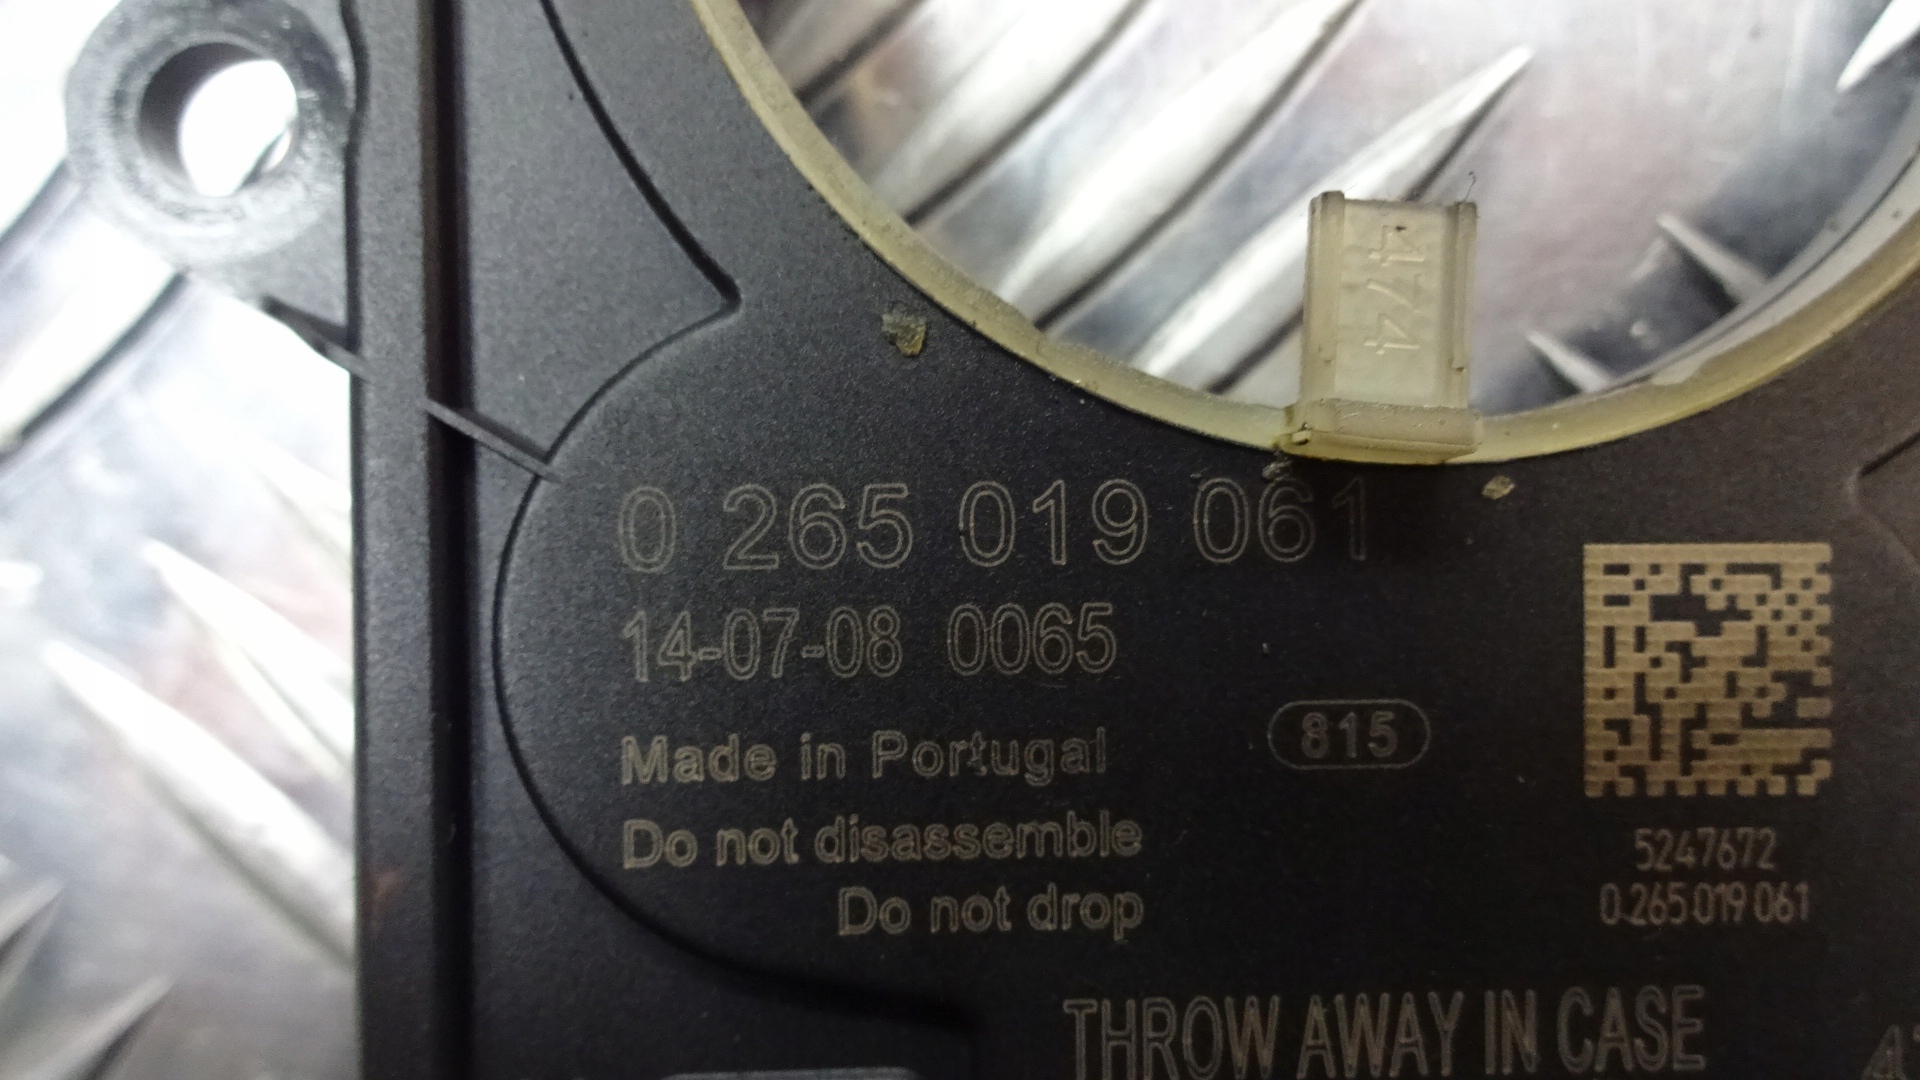 474
0 265 019 061
14-07-08 0065
Made in Portugal
815
Do not disassemble
Do not drop
5247672
0 265 019 061
THROW AWAY IN CASE